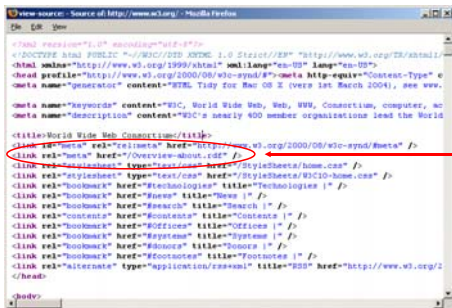 view-source: - Source of: http://www.w3.org/ - Mozilla Firefox
File Edit View
<?xml version="1.0" encoding="utf-8"?>
<!DOCTYPE html PUBLIC "-//W3C//DTD XHTML 1.0 Strict//EN" "http://www.w3.org/TR/xhtml1/
<html xmlns="http://www.w3.org/1999/xhtml" xml:lang="en-US" lang="en-US">
<head profile="http://www.w3.org/2000/08/w3c-synd/#"><meta http-equiv="Content-Type" c
<meta name="generator" content="HTML Tidy for Mac OS X (vers 1st March 2004), see www.
<meta name="keywords" content="W3C, World Wide Web, Web, WWW, Consortium, computer, ac
<meta name="description" content="W3C's nearly 400 member organizations lead the World
<title>World Wide Web Consortium</title>
<link id="meta" rel="rel:meta" href="http://www.w3.org/2000/08/w3c-synd/#meta" />
<link rel="meta" href="/Overview-about.rdf" />
<link rel="stylesheet" type="text/css" href="/StyleSheets/home.css" />
<link rel="stylesheet" type="text/css" href="/StyleSheets/W3C10-home.css" />
<link rel="bookmark" href="#technologies" title="Technologies |" />
<link rel="bookmark" href="#news" title="News |" />
<link rel="bookmark" href="#search" title="Search |" />
<link rel="contents" href="#contents" title="Contents |" />
<link rel="bookmark" href="#Offices" title="Offices |" />
<link rel="bookmark" href="#systems" title="Systems |" />
<link rel="bookmark" href="#donors" title="Donors |" />
<link rel="bookmark" href="#footnotes" title="Footnotes |" />
<link rel="alternate" type="application/rss+xml" title="RSS" href="http://www.w3.org/2
</head>
<body>